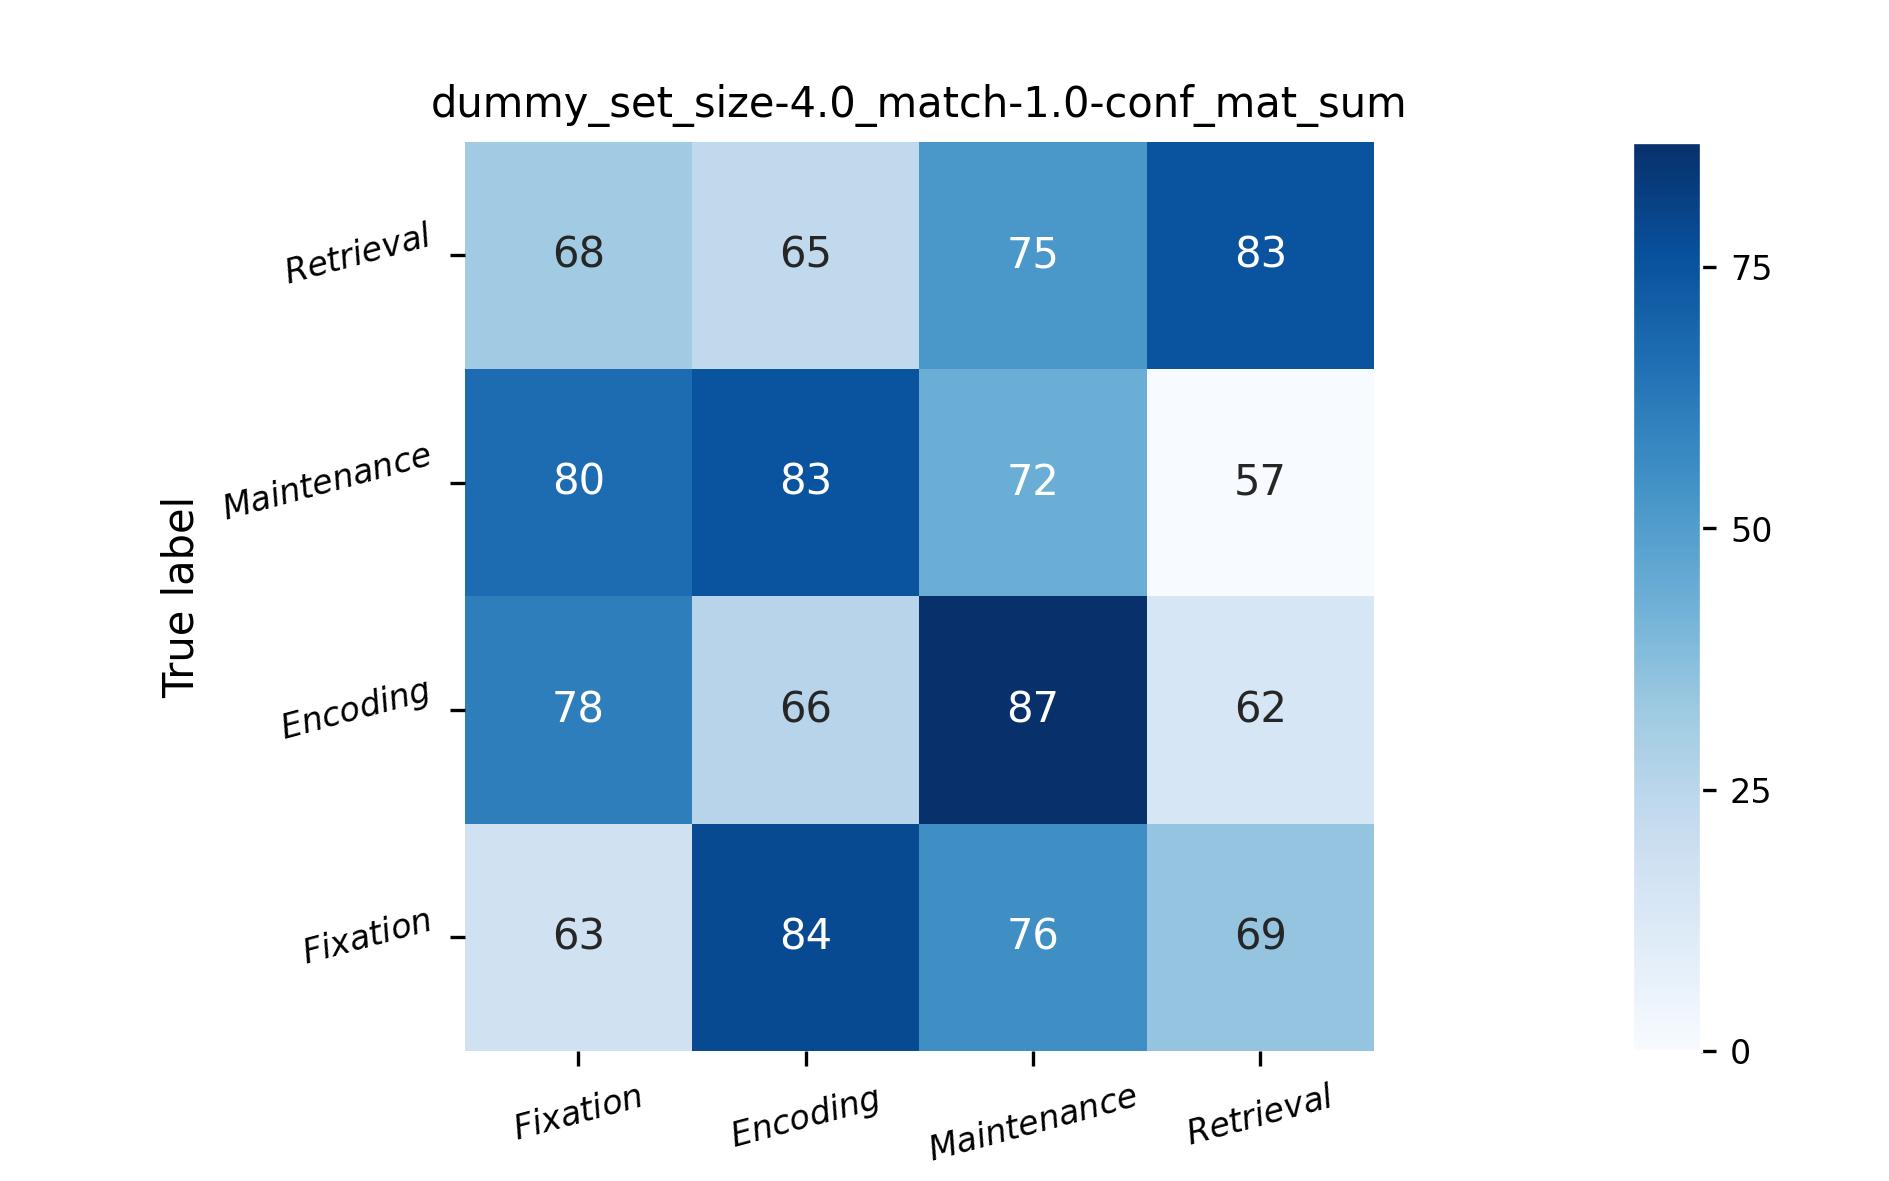 dummy_set_size-4.0_match-1.0-conf_mat_sum
True label
Retrieval 68 65 75 83
Maintenance 80 83 72 57
Encoding 78 66 87 62
Fixation 63 84 76 69
Fixation Encoding Maintenance Retrieval
75
50
25
0